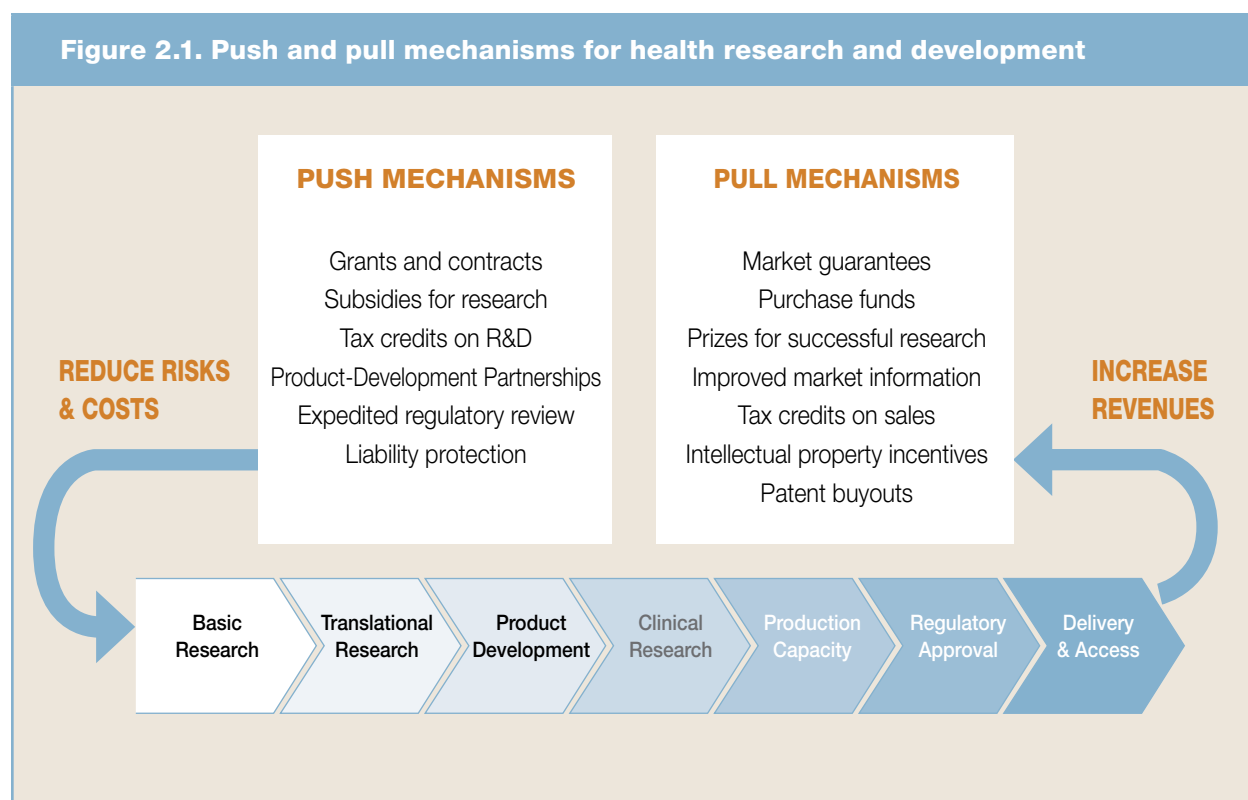 Figure 2.1. Push and pull mechanisms for health research and development
PUSH MECHANISMS
Grants and contracts
Subsidies for research
Tax credits on R&D
Product-Development Partnerships
Expedited regulatory review
Liability protection
PULL MECHANISMS
Market guarantees
Purchase funds
Prizes for successful research
Improved market information
Tax credits on sales
Intellectual property incentives
Patent buyouts
REDUCE RISKS
& COSTS
INCREASE
REVENUES
Basic
Research
Translational
Research
Product
Development
Clinical
Research
Production
Capacity
Regulatory
Approval
Delivery
& Access